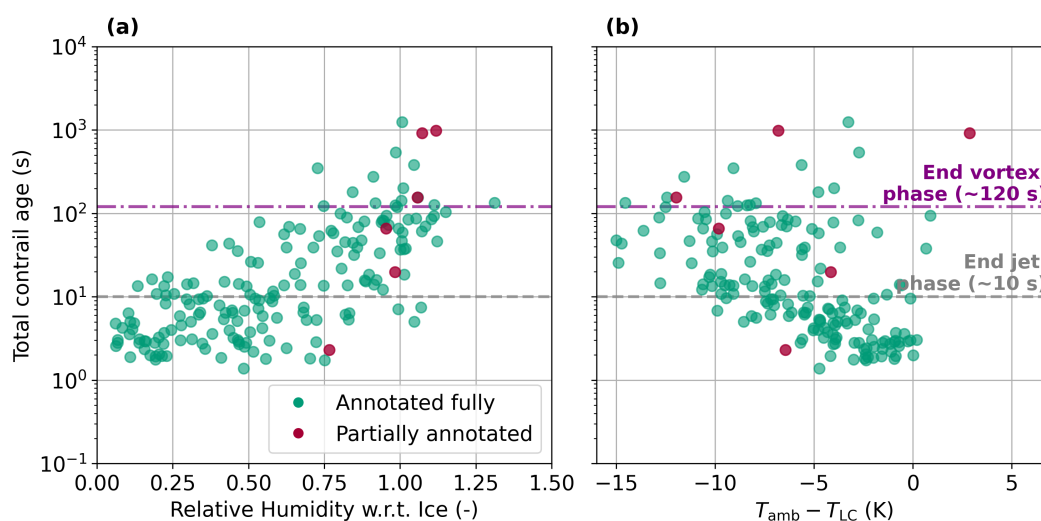 (a)
(b)
Total contrail age (s)
10⁴
10³
10²
10¹
10⁰
10⁻¹
Annotated fully
Partially annotated
0.00 0.25 0.50 0.75 1.00 1.25 1.50
Relative Humidity w.r.t. Ice (-)
End vortex
phase (~120 s)
End jet
phase (~10 s)
−15 −10 −5 0 5
T_amb − T_LC (K)